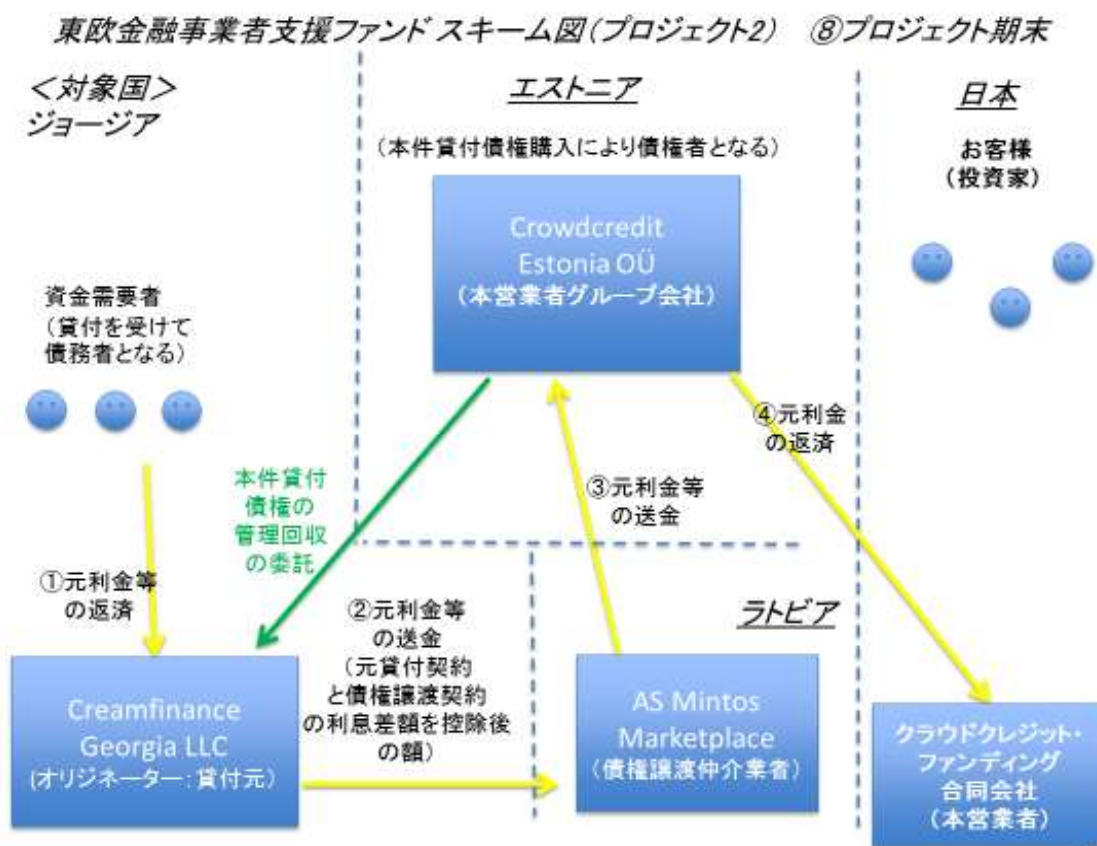 東欧金融事業者支援ファンド スキーム図(プロジェクト2) ⑧プロジェクト期末
<対象国>
ジョージア
エストニア
日本
(本件貸付債権購入により債権者となる)
お客様
(投資家)
Crowdcredit
Estonia OÜ
(本営業者グループ会社)
資金需要者
(貸付を受けて
債務者となる)
④元利金
の返済
本件貸付
債権の
管理回収
の委託
③元利金等
の送金
①元利金等
の返済
②元利金等
の送金
(元貸付契約
と債権譲渡契約
の利息差額を控除後
の額)
ラトビア
Creamfinance
Georgia LLC
(オリジネーター:貸付元)
AS Mintos
Marketplace
(債権譲渡仲介業者)
クラウドクレジット・
ファンディング
合同会社
(本営業者)